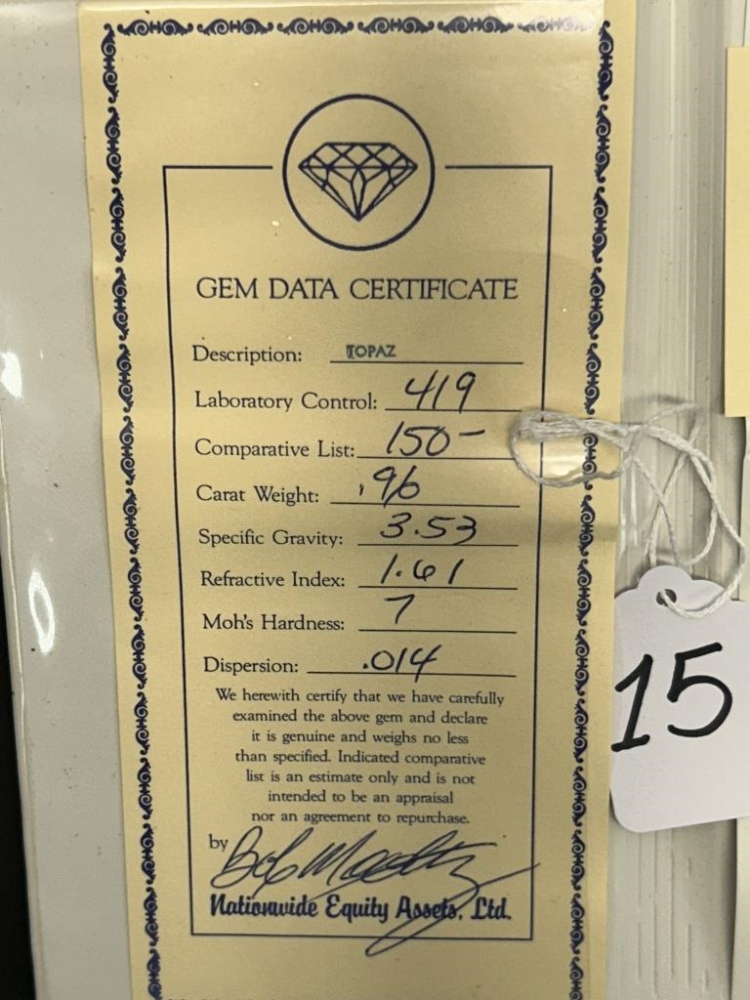 GEM DATA CERTIFICATE
Description: TOPAZ
Laboratory Control: 419
Comparative List: 150-
Carat Weight: .96
Specific Gravity: 3.53
Refractive Index: 1.61
Moh's Hardness: 7
Dispersion: .014
We herewith certify that we have carefully
examined the above gem and declare
it is genuine and weighs no less
than specified. Indicated comparative
list is an estimate only and is not
intended to be an appraisal
nor an agreement to repurchase.
by Bob
Nationwide Equity Assets, Ltd.
15